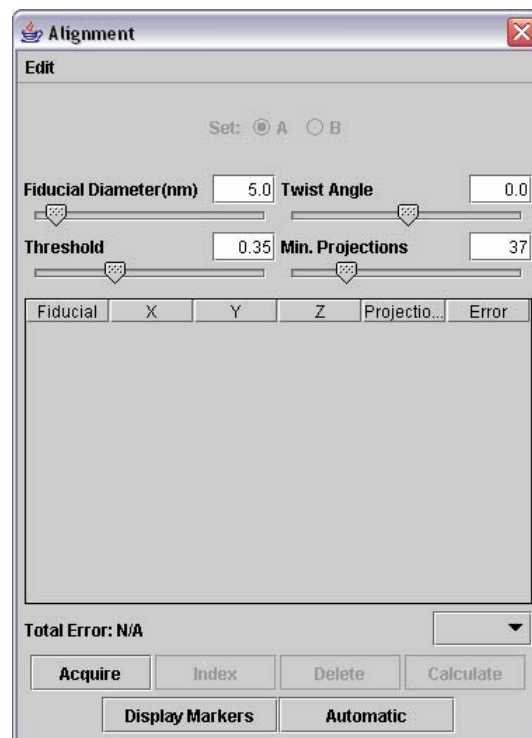 Alignment
Edit
Set: A B
Fiducial Diameter(nm) 5.0 Twist Angle 0.0
Threshold 0.35 Min. Projections 37
Fiducial X Y Z Projectio... Error
Total Error: N/A
Acquire Index Delete Calculate
Display Markers Automatic